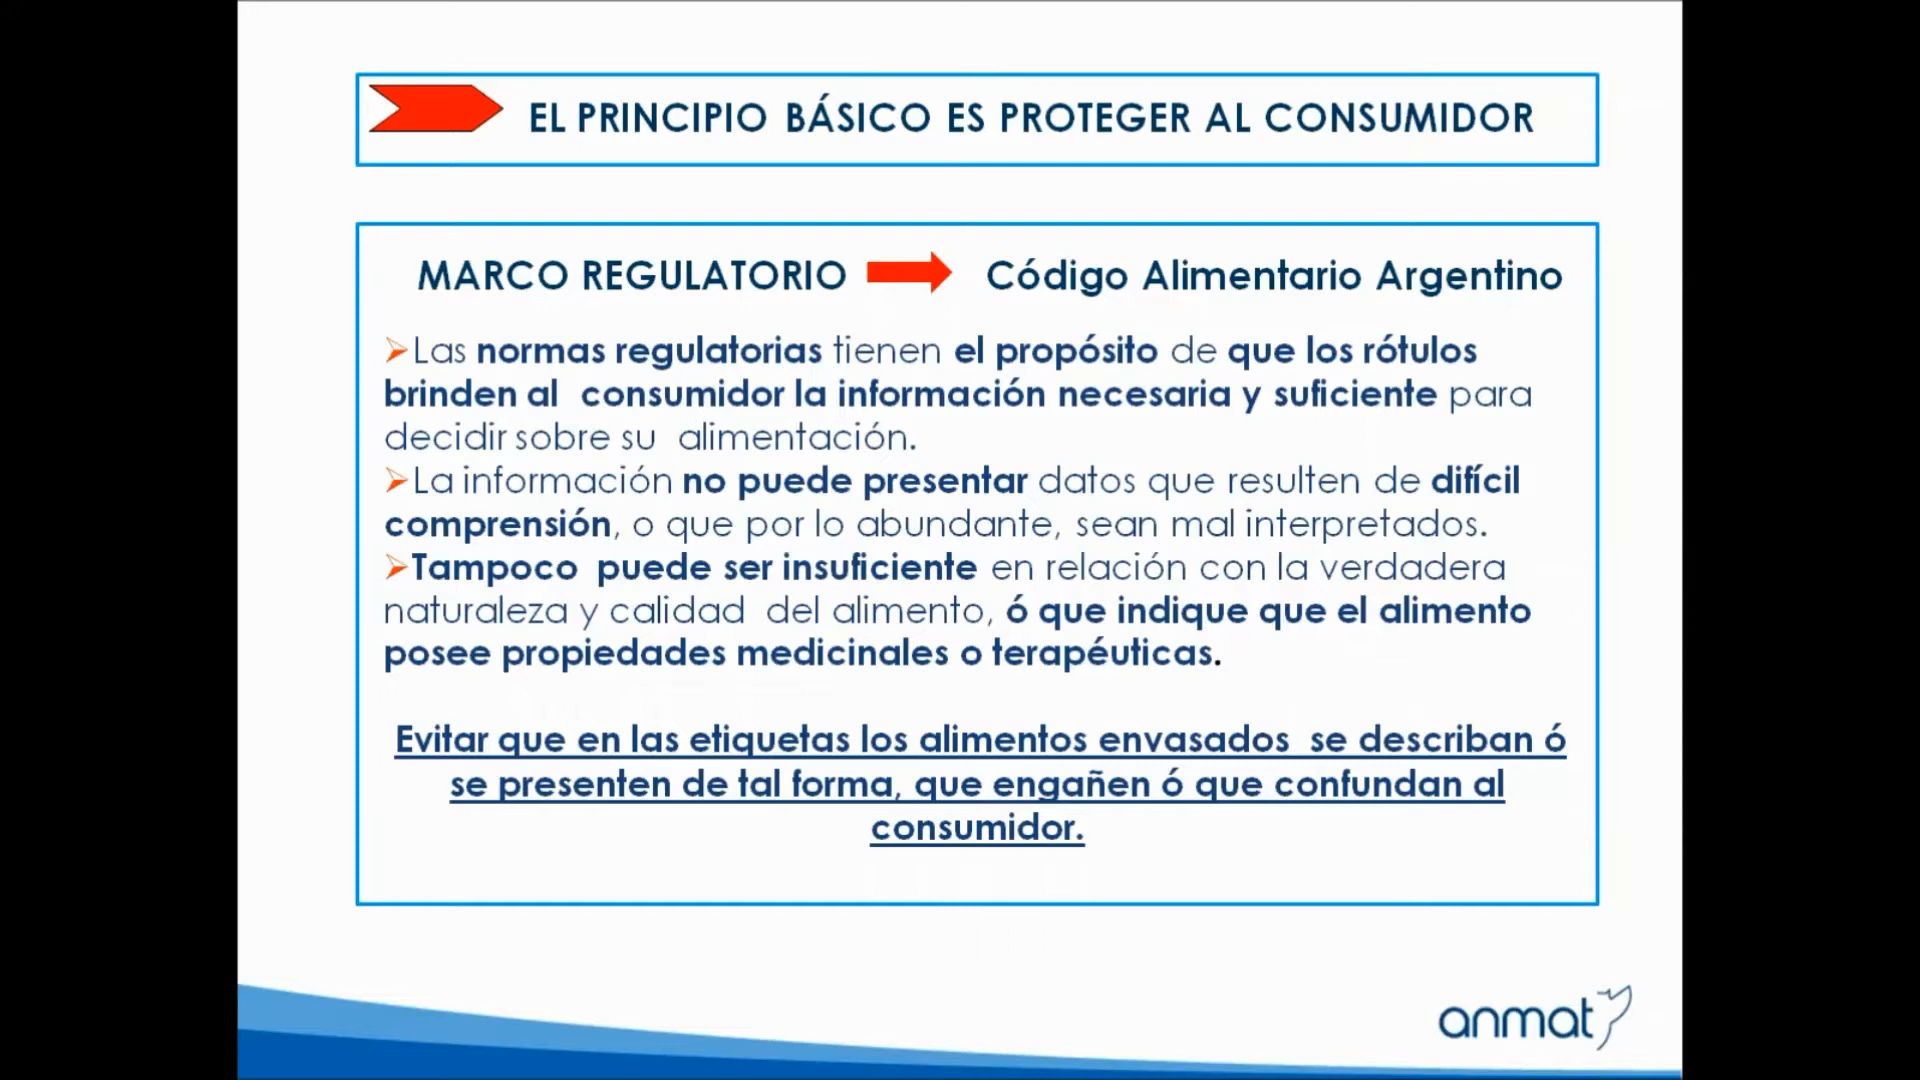 EL PRINCIPIO BÁSICO ES PROTEGER AL CONSUMIDOR
MARCO REGULATORIO Código Alimentario Argentino
Las normas regulatorias tienen el propósito de que los rótulos
brinden al consumidor la información necesaria y suficiente para
decidir sobre su alimentación.
La información no puede presentar datos que resulten de difícil
comprensión, o que por lo abundante, sean mal interpretados.
Tampoco puede ser insuficiente en relación con la verdadera
naturaleza y calidad del alimento, ó que indique que el alimento
posee propiedades medicinales o terapéuticas.
Evitar que en las etiquetas los alimentos envasados se describan ó
se presenten de tal forma, que engañen ó que confundan al
consumidor.
anmat